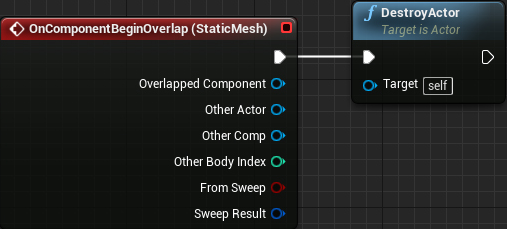 OnComponentBeginOverlap (StaticMesh)
Overlapped Component
Other Actor
Other Comp
Other Body Index
From Sweep
Sweep Result
f DestroyActor
Target is Actor
Target self